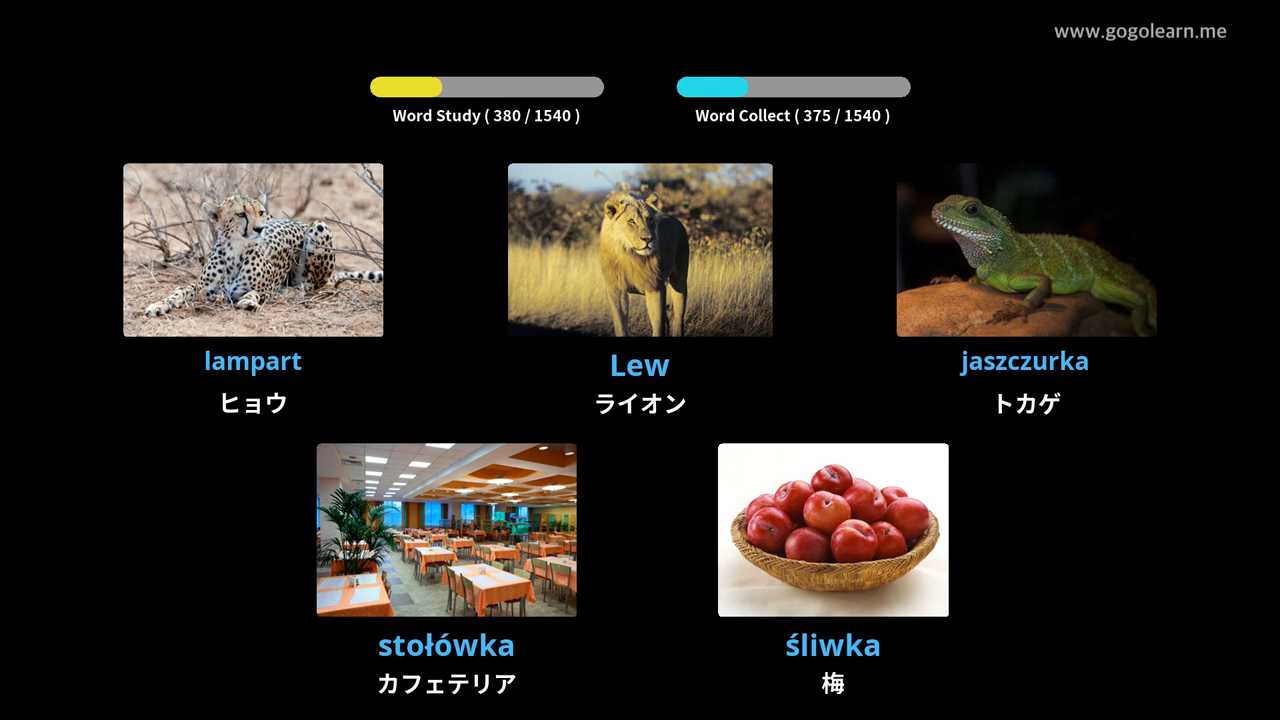 www.gogolearn.me
Word Study ( 380 / 1540 )
Word Collect ( 375 / 1540 )
lampart
ヒョウ
Lew
ライオン
jaszczurka
トカゲ
stołówka
カフェテリア
śliwka
梅